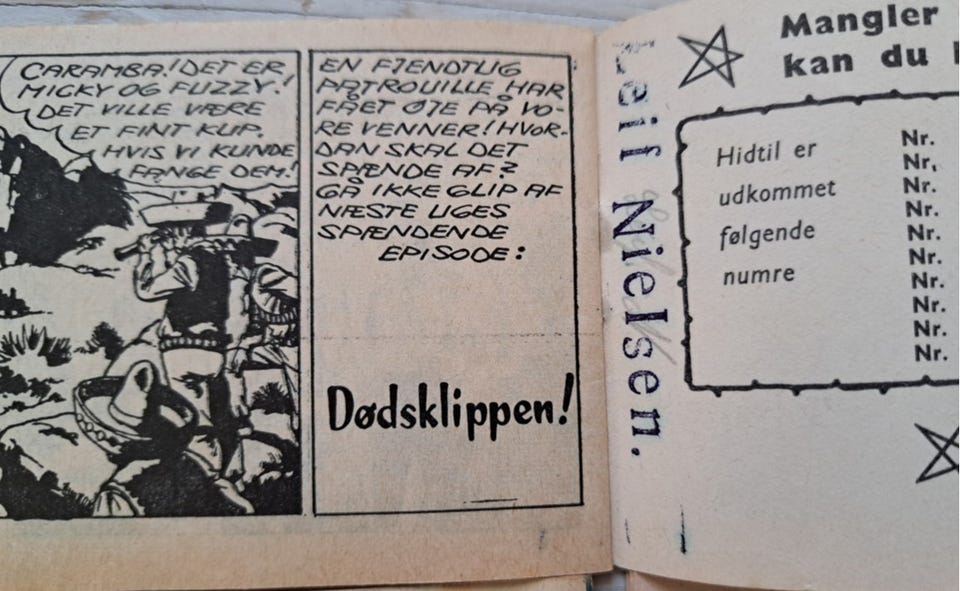 CARAMBA! DET ER
MICKY OG FUZZY!
DET VILLE VÆRE
ET FINT KUP,
HVIS VI KUNDE
FANGE DEM!
EN FJENDTLIG
PATROUILLE HAR
FÅET ØJE PÅ VO-
RE VENNER! HVOR-
DAN SKAL DET
SPÆNDE AF?
GÅ IKKE GLIP AF
NÆSTE UGES
SPÆNDENDE
EPISODE:
Dødsklippen!
Leif Nielsen.
Mangler
kan du
Hidtil er
udkommet
følgende
numre
Nr.
Nr.
Nr.
Nr.
Nr.
Nr.
Nr.
Nr.
Nr.
Nr.